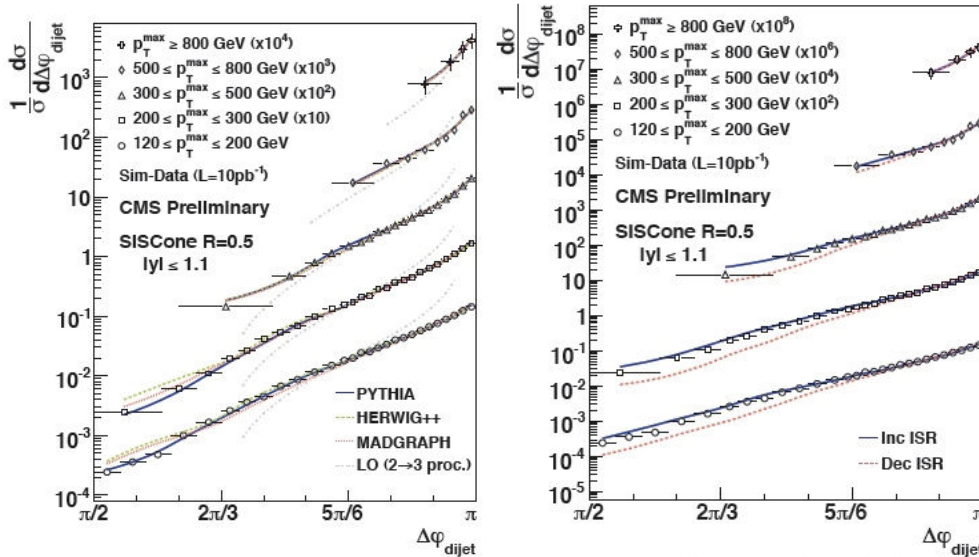 1/σ dσ/dΔφ_dijet
p_T^max ≥ 800 GeV (x10⁴)
500 ≤ p_T^max ≤ 800 GeV (x10³)
300 ≤ p_T^max ≤ 500 GeV (x10²)
200 ≤ p_T^max ≤ 300 GeV (x10)
120 ≤ p_T^max ≤ 200 GeV
Sim-Data (L=10pb⁻¹)
CMS Preliminary
SISCone R=0.5
|y| ≤ 1.1
10³
10²
10
1
10⁻¹
10⁻²
10⁻³
10⁻⁴
PYTHIA
HERWIG++
MADGRAPH
LO (2→3 proc.)
π/2 2π/3 5π/6 π
Δφ_dijet
1/σ dσ/dΔφ_dijet
p_T^max ≥ 800 GeV (x10⁸)
500 ≤ p_T^max ≤ 800 GeV (x10⁶)
300 ≤ p_T^max ≤ 500 GeV (x10⁴)
200 ≤ p_T^max ≤ 300 GeV (x10²)
120 ≤ p_T^max ≤ 200 GeV
Sim-Data (L=10pb⁻¹)
CMS Preliminary
SISCone R=0.5
|y| ≤ 1.1
10⁸
10⁷
10⁶
10⁵
10⁴
10³
10²
10
1
10⁻¹
10⁻²
10⁻³
10⁻⁴
10⁻⁵
Inc ISR
Dec ISR
π/2 2π/3 5π/6 π
Δφ_dijet